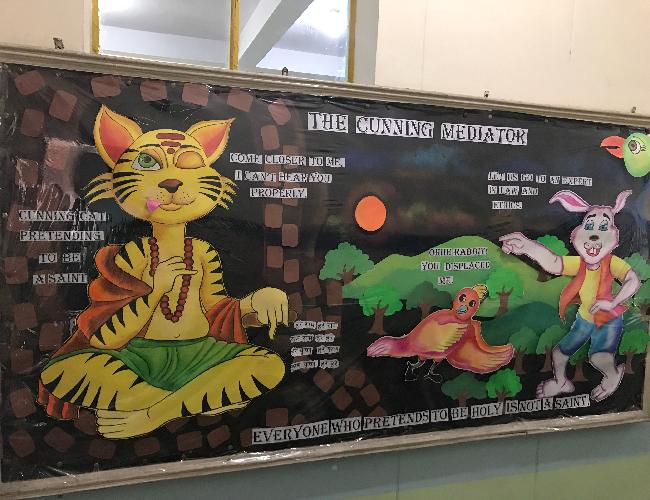 THE CUNNING MEDIATOR
COME CLOSER TO ME.
I CAN'T HEAR YOU
PROPERLY.
LET US GO TO AN EXPERT
IN LAW AND
ETHICS.
CUNNING CAT
PRETENDING
TO BE
A SAINT
OHHH RABBIT!
YOU DISPLACED
ME!
EVERYONE WHO PRETENDS TO BE HOLY IS NOT A SAINT.